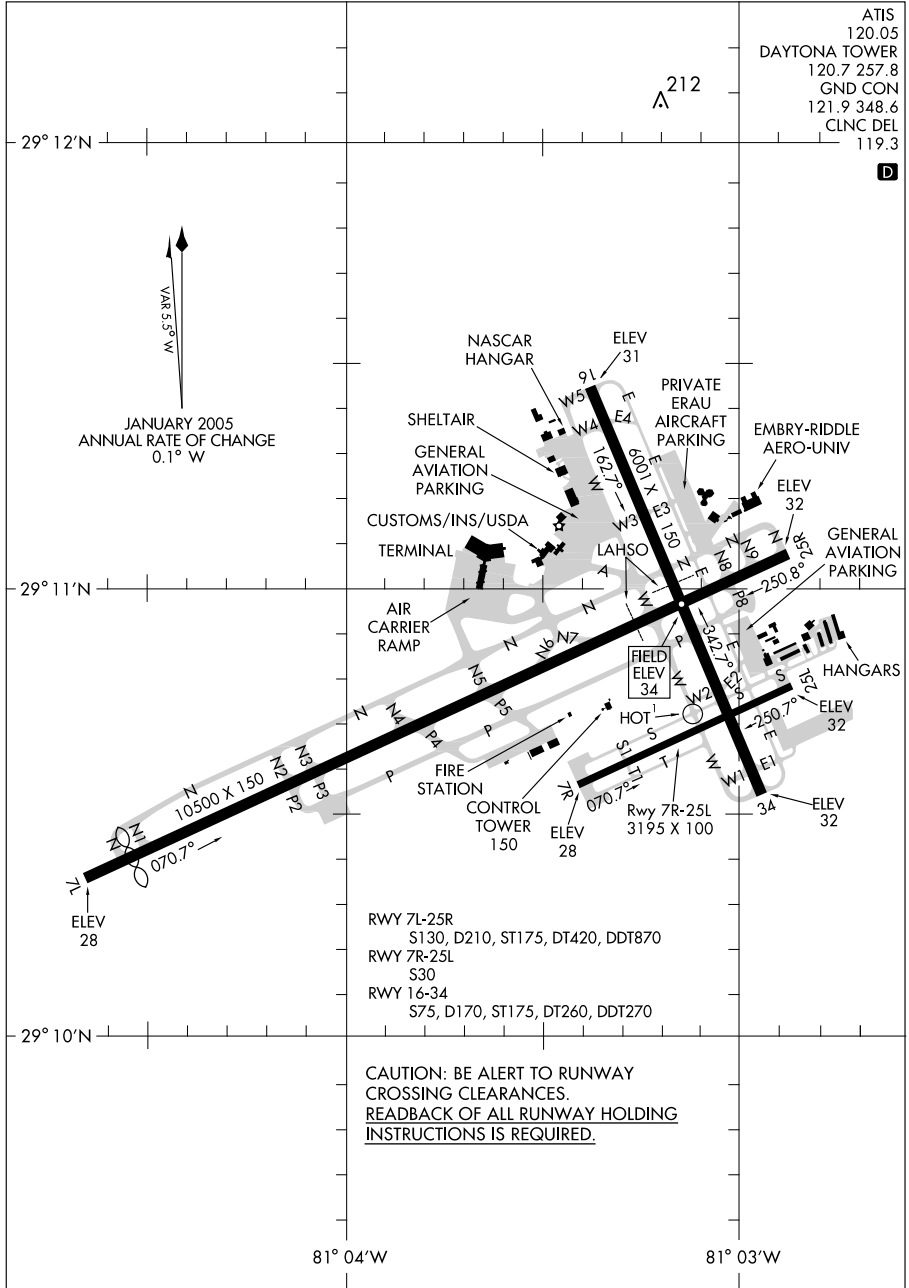 ATIS
120.05
DAYTONA TOWER
120.7 257.8
GND CON
121.9 348.6
CLNC DEL
119.3
D
212
29° 12'N
VAR 5.5° W
JANUARY 2005
ANNUAL RATE OF CHANGE
0.1° W
NASCAR
HANGAR
ELEV
31
16
W5
E
SHELTAIR
W4
E4
PRIVATE
ERAU
AIRCRAFT
PARKING
EMBRY-RIDDLE
AERO-UNIV
GENERAL
AVIATION
PARKING
162.7°
6001 X 150
E
W
W3
E3
ELEV
32
CUSTOMS/INS/USDA
TERMINAL
LAHSO
N
N9
N
N8
25R
GENERAL
AVIATION
PARKING
29° 11'N
A
N
E
W
P8
250.8°
AIR
CARRIER
RAMP
N
N
N7
N6
FIELD
ELEV
34
P
342.7°
E
HANGARS
N5
P5
W
W2
E2
S
S
25L
ELEV
32
HOT 1
N
N4
P4
P
S
250.7°
E
FIRE
STATION
S1
T1
T
W
W1
E1
CONTROL
TOWER
150
7R
070.7°
34
ELEV
32
Rwy 7R-25L
3195 X 100
ELEV
28
N3
N2
P3
P2
P
N
10500 X 150
N
N1
070.7°
7L
ELEV
28
RWY 7L-25R
S130, D210, ST175, DT420, DDT870
RWY 7R-25L
S30
RWY 16-34
S75, D170, ST175, DT260, DDT270
29° 10'N
CAUTION: BE ALERT TO RUNWAY
CROSSING CLEARANCES.
READBACK OF ALL RUNWAY HOLDING
INSTRUCTIONS IS REQUIRED.
81° 04'W
81° 03'W